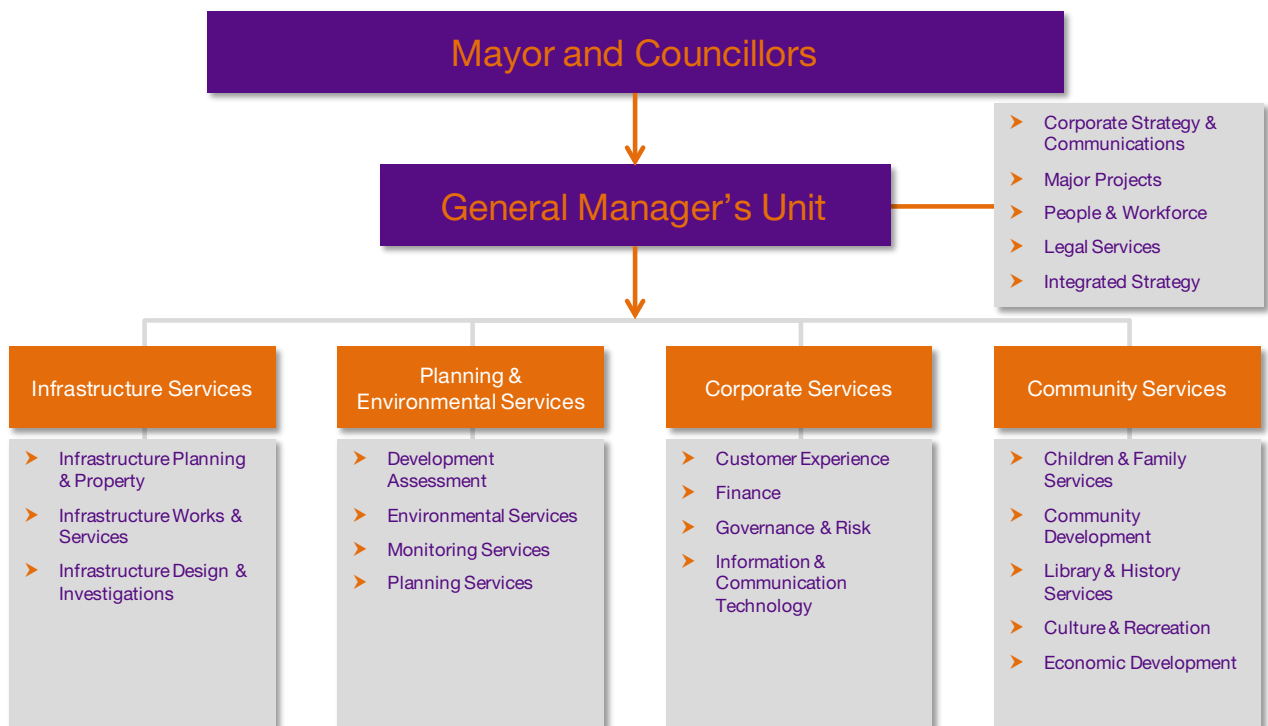 Mayor and Councillors
General Manager’s Unit
Corporate Strategy &
Communications
Major Projects
People & Workforce
Legal Services
Integrated Strategy
Infrastructure Services
Infrastructure Planning
& Property
Infrastructure Works &
Services
Infrastructure Design &
Investigations
Planning &
Environmental Services
Development
Assessment
Environmental Services
Monitoring Services
Planning Services
Corporate Services
Customer Experience
Finance
Governance & Risk
Information &
Communication
Technology
Community Services
Children & Family
Services
Community
Development
Library & History
Services
Culture & Recreation
Economic Development